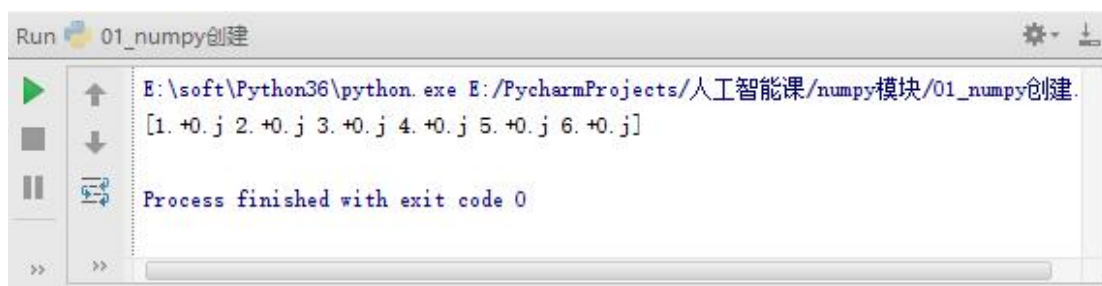 Run 01_numpy创建
E:\soft\Python36\python.exe E:/PycharmProjects/人工智能课/numpy模块/01_numpy创建.
[1.+0.j 2.+0.j 3.+0.j 4.+0.j 5.+0.j 6.+0.j]
Process finished with exit code 0